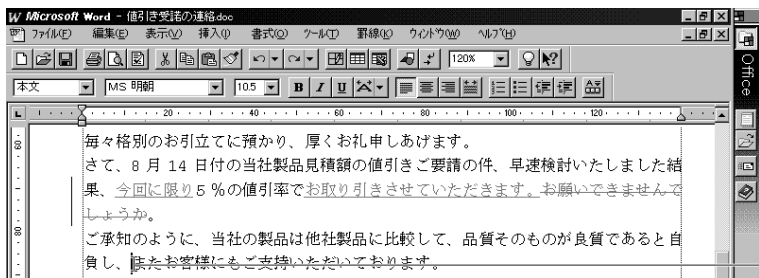 Microsoft Word - 値引き受諾の連絡.doc
ファイル(F) 編集(E) 表示(V) 挿入(I) 書式(O) ツール(T) 罫線(K) ウィンドウ(W) ヘルプ(H)
120%
本文 MS 明朝 10.5 B I U A
Office
20 40 60 80 100 120
毎々格別のお引立てに預かり、厚くお礼申しあげます。
さて、8 月 14 日付の当社製品見積額の値引きご要請の件、早速検討いたしました結
果、今回に限り5％の値引率でお取り引きさせていただきます。お願いできませんで
しょうか。
ご承知のように、当社の製品は他社製品に比較して、品質そのものが良質であると自
負し、またお客様にもご支持いただいております。